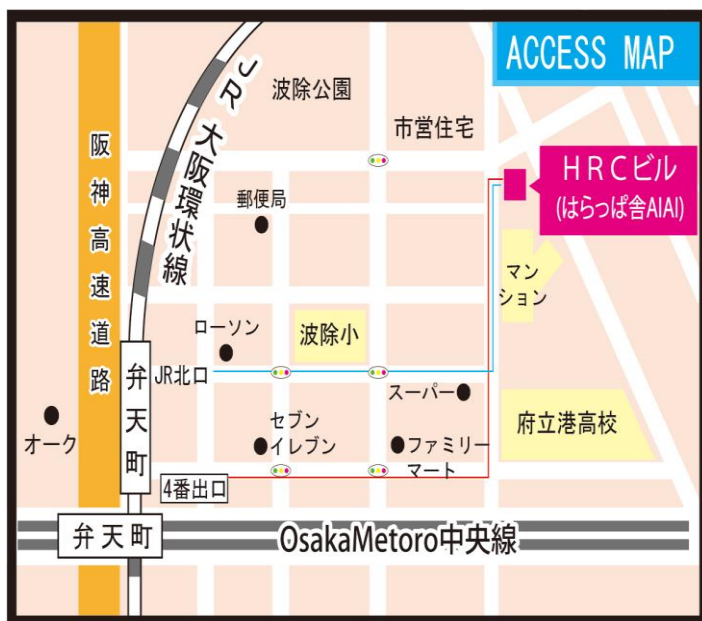 ACCESS MAP
波除公園
市営住宅
JR大阪環状線
阪神高速道路
HRCビル
(はらっぱ舎AIAI)
郵便局
マン
ション
ローソン
波除小
弁天町
JR北口
スーパー
オーク
セブン
イレブン
ファミリー
マート
府立港高校
4番出口
弁天町
OsakaMetoro中央線